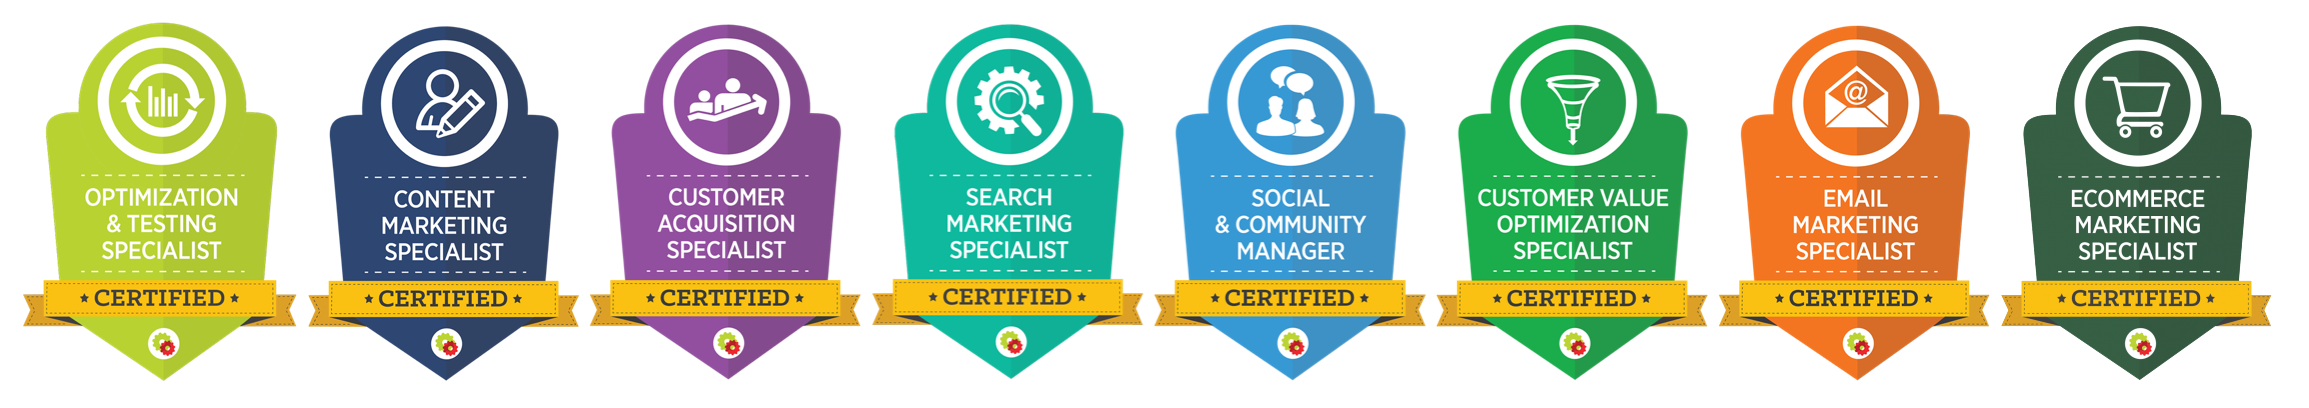 OPTIMIZATION
& TESTING
SPECIALIST
CERTIFIED
CONTENT
MARKETING
SPECIALIST
CERTIFIED
CUSTOMER
ACQUISITION
SPECIALIST
CERTIFIED
SEARCH
MARKETING
SPECIALIST
CERTIFIED
SOCIAL
& COMMUNITY
MANAGER
CERTIFIED
CUSTOMER VALUE
OPTIMIZATION
SPECIALIST
CERTIFIED
@
EMAIL
MARKETING
SPECIALIST
CERTIFIED
ECOMMERCE
MARKETING
SPECIALIST
CERTIFIED